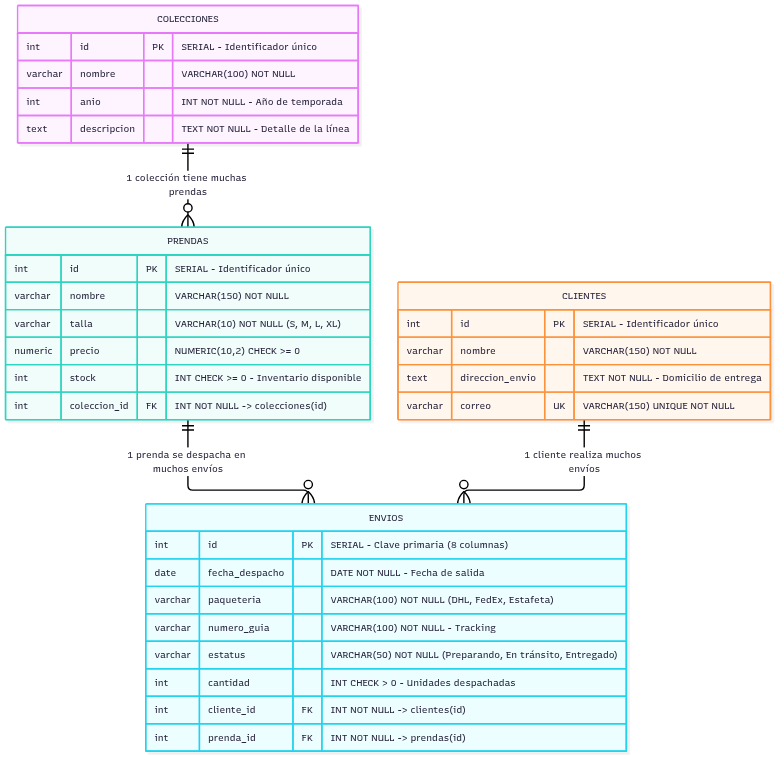 COLECCIONES
int id PK SERIAL - Identificador único
varchar nombre VARCHAR(100) NOT NULL
int anio INT NOT NULL - Año de temporada
text descripcion TEXT NOT NULL - Detalle de la línea
1 colección tiene muchas
prendas
PRENDAS
int id PK SERIAL - Identificador único
varchar nombre VARCHAR(150) NOT NULL
varchar talla VARCHAR(10) NOT NULL (S, M, L, XL)
numeric precio NUMERIC(10,2) CHECK >= 0
int stock INT CHECK >= 0 - Inventario disponible
int coleccion_id FK INT NOT NULL -> colecciones(id)
CLIENTES
int id PK SERIAL - Identificador único
varchar nombre VARCHAR(150) NOT NULL
text direccion_envio TEXT NOT NULL - Domicilio de entrega
varchar correo UK VARCHAR(150) UNIQUE NOT NULL
1 prenda se despacha en
muchos envíos
1 cliente realiza muchos
envíos
ENVIOS
int id PK SERIAL - Clave primaria (8 columnas)
date fecha_despacho DATE NOT NULL - Fecha de salida
varchar paqueteria VARCHAR(100) NOT NULL (DHL, FedEx, Estafeta)
varchar numero_guia VARCHAR(100) NOT NULL - Tracking
varchar estatus VARCHAR(50) NOT NULL (Preparando, En tránsito, Entregado)
int cantidad INT CHECK > 0 - Unidades despachadas
int cliente_id FK INT NOT NULL -> clientes(id)
int prenda_id FK INT NOT NULL -> prendas(id)